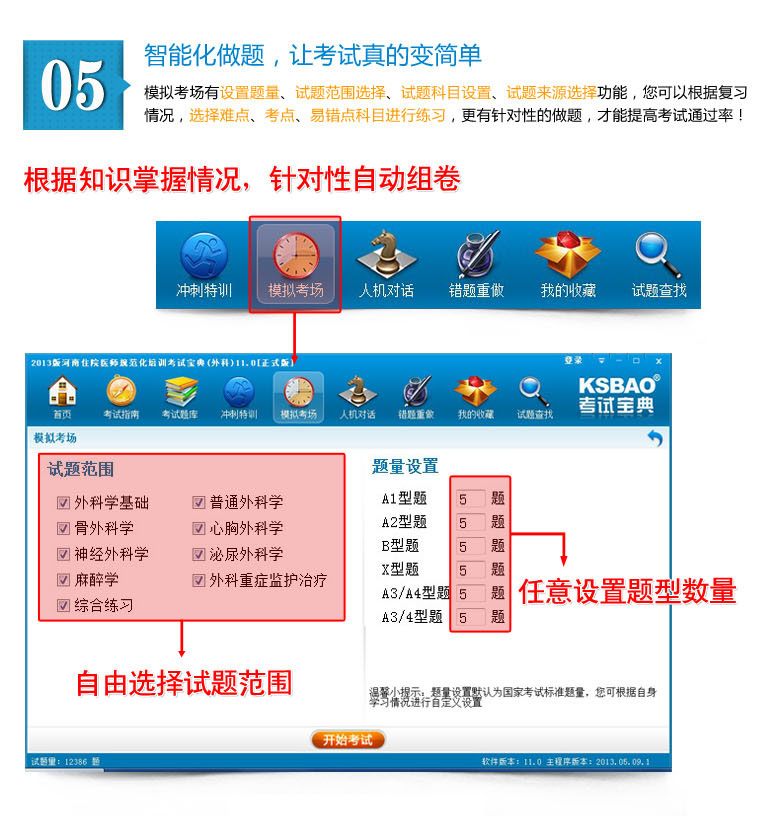 05
智能化做题，让考试真的变简单
模拟考场有设置题量、试题范围选择、试题科目设置、试题来源选择功能，您可以根据复习
情况，选择难点、考点、易错点科目进行练习，更有针对性的做题，才能提高考试通过率！
根据知识掌握情况，针对性自动组卷
冲刺特训 模拟考场 人机对话 错题重做 我的收藏 试题查找
2013版河南住院医师规范化培训考试宝典(外科)11.0[正式版] 登录
首页 考试指南 考试题库 冲刺特训 模拟考场 人机对话 错题重做 我的收藏 试题查找
KSBAO®
考试宝典
模拟考场
试题范围
外科学基础 普通外科学
骨外科学 心胸外科学
神经外科学 泌尿外科学
麻醉学 外科重症监护治疗
综合练习
题量设置
A1型题 5 题
A2型题 5 题
B型题 5 题
X型题 5 题
A3/A4型题 5 题
A3/4型题 5 题
任意设置题型数量
自由选择试题范围
温馨小提示：题量设置默认为国家考试标准题量，您可根据自身
学习情况进行自定义设置
开始考试
试题量：12386 题 软件版本：11.0 主程序版本：2013.05.09.1